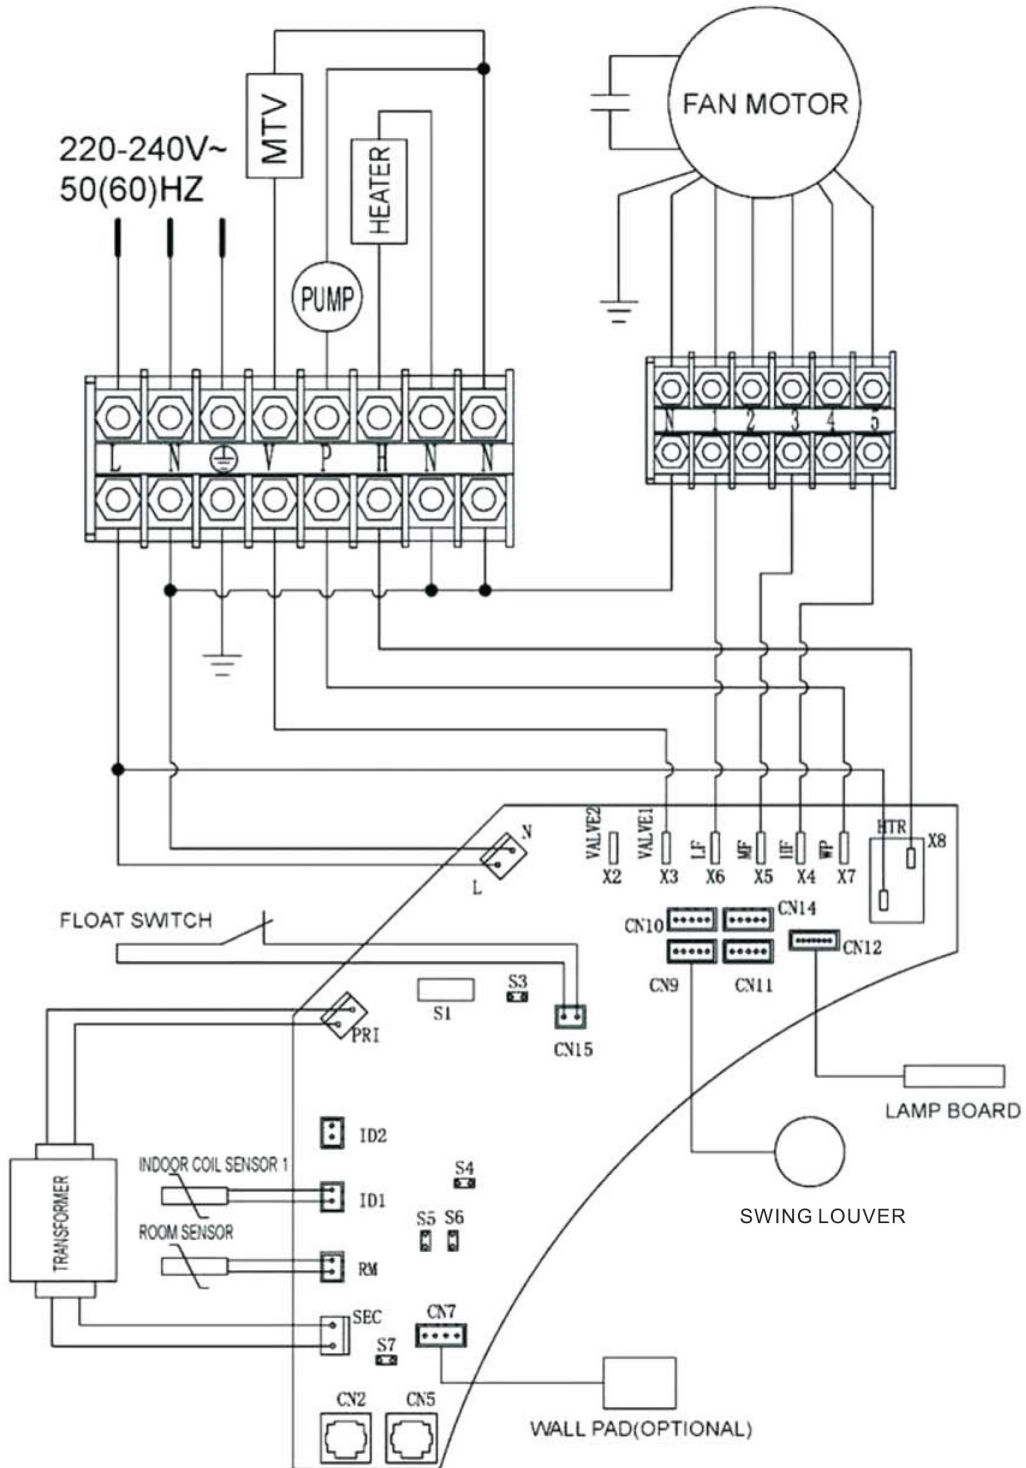 FAN MOTOR
MTV
220-240V~
50(60)HZ
HEATER
PUMP
N 1 2 3 4 5
L N V P H N N
VALVE2
VALVE1
LF
MF
HF
WP
HTR
X8
X2 X3 X6 X5 X4 X7
N
L
FLOAT SWITCH
CN10
CN14
CN12
CN9
CN11
S1
S3
CN15
PRI
LAMP BOARD
ID2
INDOOR COIL SENSOR 1
ID1
S4
TRANSFORMER
ROOM SENSOR
S5 S6
SWING LOUVER
RM
SEC
CN7
S7
CN2 CN5
WALL PAD(OPTIONAL)